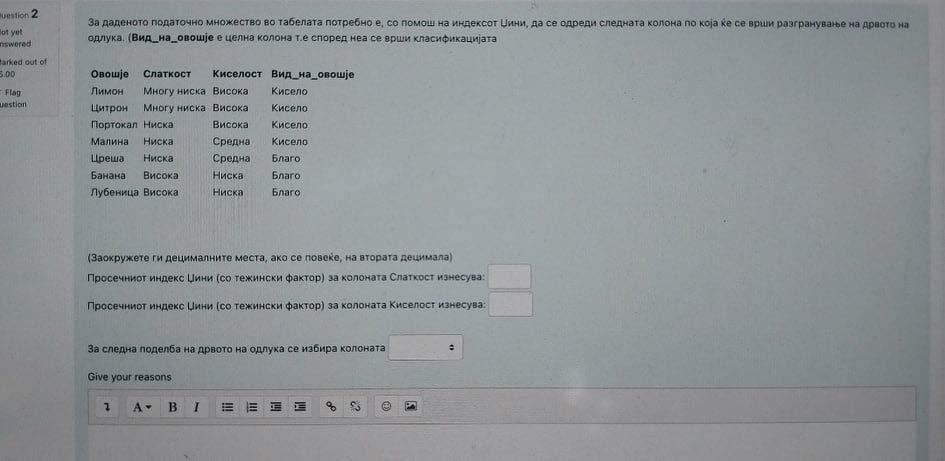 uestion 2
ot yet
nswered
arked out of
5.00
Flag
uestion
За даденото податочно множество во табелата потребно е, со помош на индексот Џини, да се одреди следната колона по која ќе се врши разгранување на дрвото на
одлука. (Вид_на_овошје е целна колона т.е според неа се врши класификацијата
Овошје Слаткост Киселост Вид_на_овошје
Лимон Многу ниска Висока Кисело
Цитрон Многу ниска Висока Кисело
Портокал Ниска Висока Кисело
Малина Ниска Средна Кисело
Цреша Ниска Средна Благо
Банана Висока Ниска Благо
Лубеница Висока Ниска Благо
(Заокружете ги децималните места, ако се повеќе, на втората децимала)
Просечниот индекс Џини (со тежински фактор) за колоната Слаткост изнесува:
Просечниот индекс Џини (со тежински фактор) за колоната Киселост изнесува:
За следна поделба на дрвото на одлука се избира колоната
Give your reasons
A B I